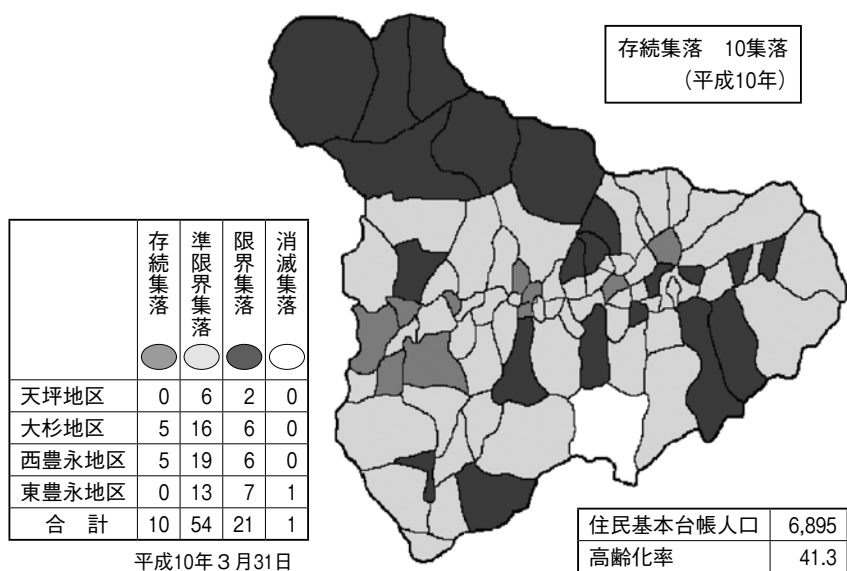 存続集落 10集落
(平成10年)
存続集落 準限界集落 限界集落 消滅集落
天坪地区 0 6 2 0
大杉地区 5 16 6 0
西豊永地区 5 19 6 0
東豊永地区 0 13 7 1
合 計 10 54 21 1
平成10年3月31日
住民基本台帳人口 6,895
高齢化率 41.3